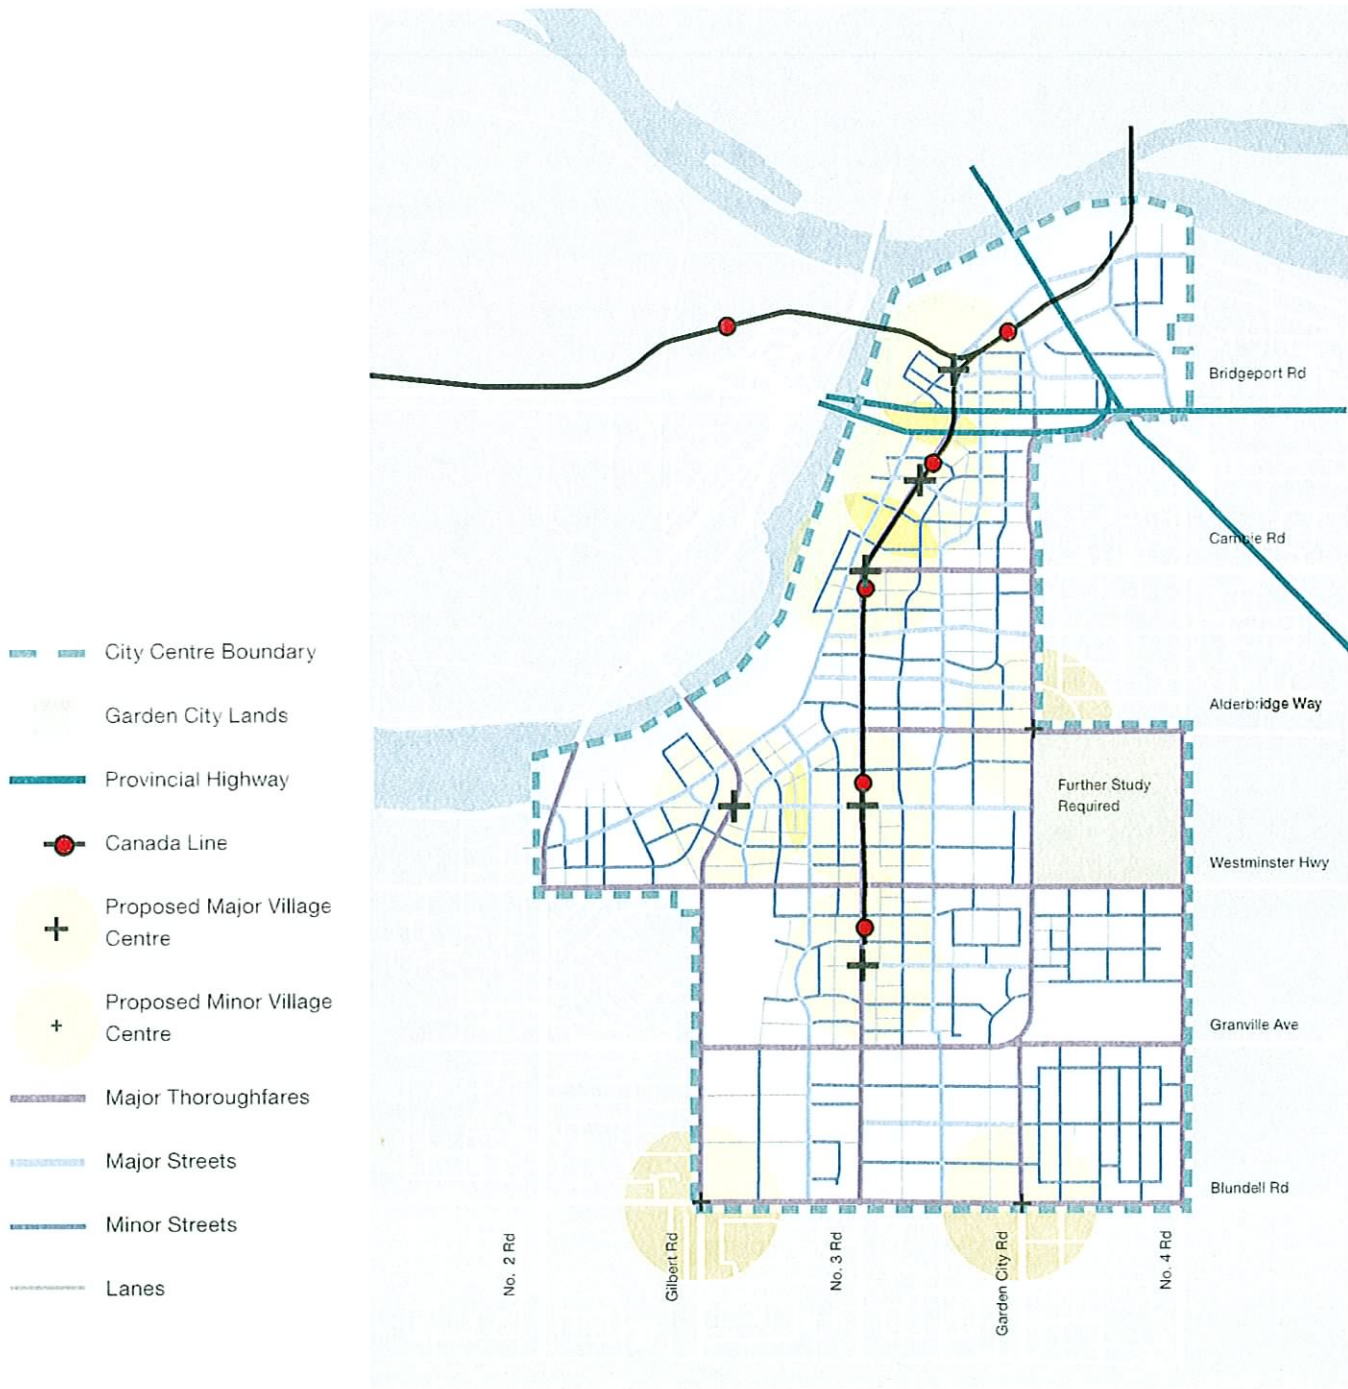 City Centre Boundary
Garden City Lands
Provincial Highway
Canada Line
Proposed Major Village
Centre
Proposed Minor Village
Centre
Major Thoroughfares
Major Streets
Minor Streets
Lanes
Bridgeport Rd
Cambie Rd
Alderbridge Way
Further Study
Required
Westminster Hwy
Granville Ave
Blundell Rd
No. 2 Rd
Gilbert Rd
No. 3 Rd
Garden City Rd
No. 4 Rd